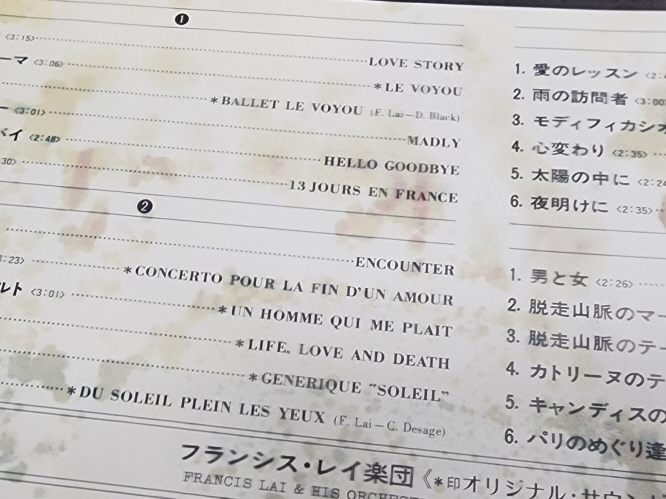 ❶
<3:15> LOVE STORY
ーマ <3:06> *LE VOYOU
*BALLET LE VOYOU (F. Lai—D. Black)
ー <3:01> MADLY
バイ <2:48> HELLO GOODBYE
13 JOURS EN FRANCE
❷
ENCOUNTER
*CONCERTO POUR LA FIN D'UN AMOUR
ルト <3:01> *UN HOMME QUI ME PLAIT
*LIFE, LOVE AND DEATH
*GENERIQUE "SOLEIL"
*DU SOLEIL PLEIN LES YEUX (F. Lai—C. Desage)
1. 愛のレッスン
2. 雨の訪問者 <3:00
3. モディフィカシオ
4. 心変わり <2:35>
5. 太陽の中に <2:24
6. 夜明けに <2:35>
1. 男と女 <2:26>
2. 脱走山脈のマー
3. 脱走山脈のテー
4. カトリーヌのテ
5. キャンディスの
6. パリのめぐり逢
フランシス・レイ楽団《*印オリジナル・サウン
FRANCIS LAI & HIS ORCHE